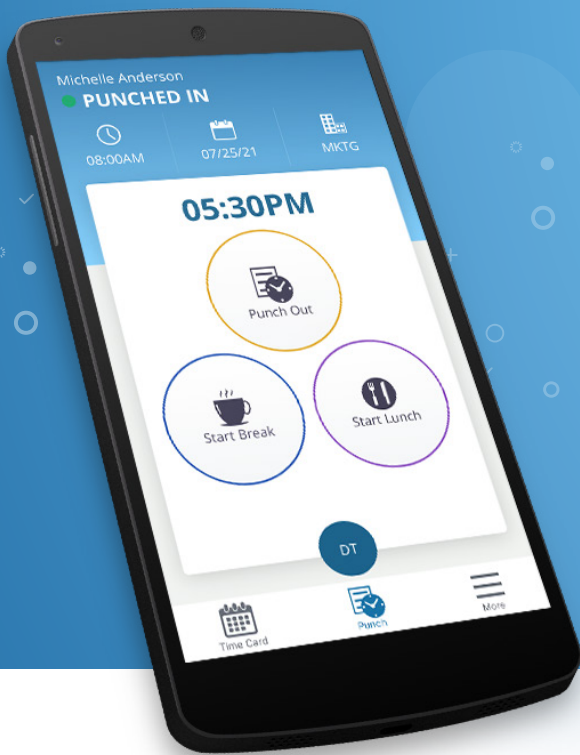 Michelle Anderson
PUNCHED IN
08:00AM 07/25/21 MKTG
05:30PM
Punch Out
Start Break Start Lunch
DT
Time Card Punch More